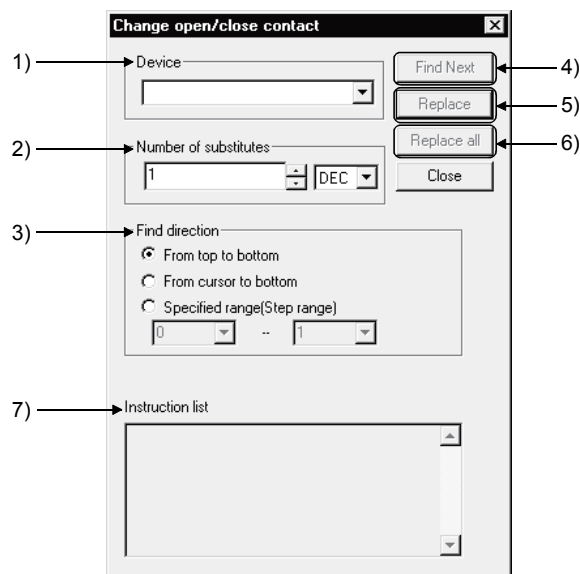 Change open/close contact
1)
Device
Find Next
4)
Replace
5)
2)
Number of substitutes
1
DEC
Replace all
6)
Close
3)
Find direction
From top to bottom
From cursor to bottom
Specified range(Step range)
0 -- 1
7)
Instruction list